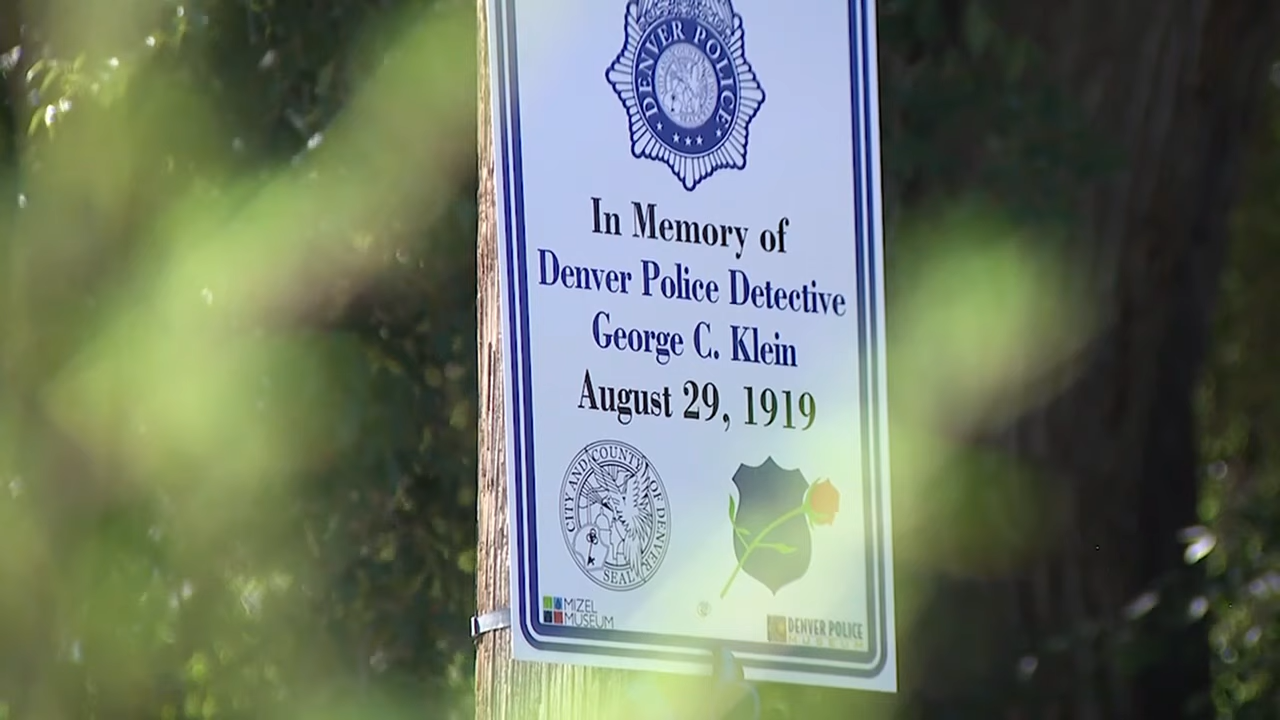 DENVER POLICE
In Memory of
Denver Police Detective
George C. Klein
August 29, 1919
CITY AND COUNTY OF DENVER
SEAL
MIZEL
MUSEUM
DENVER POLICE
MUSEUM